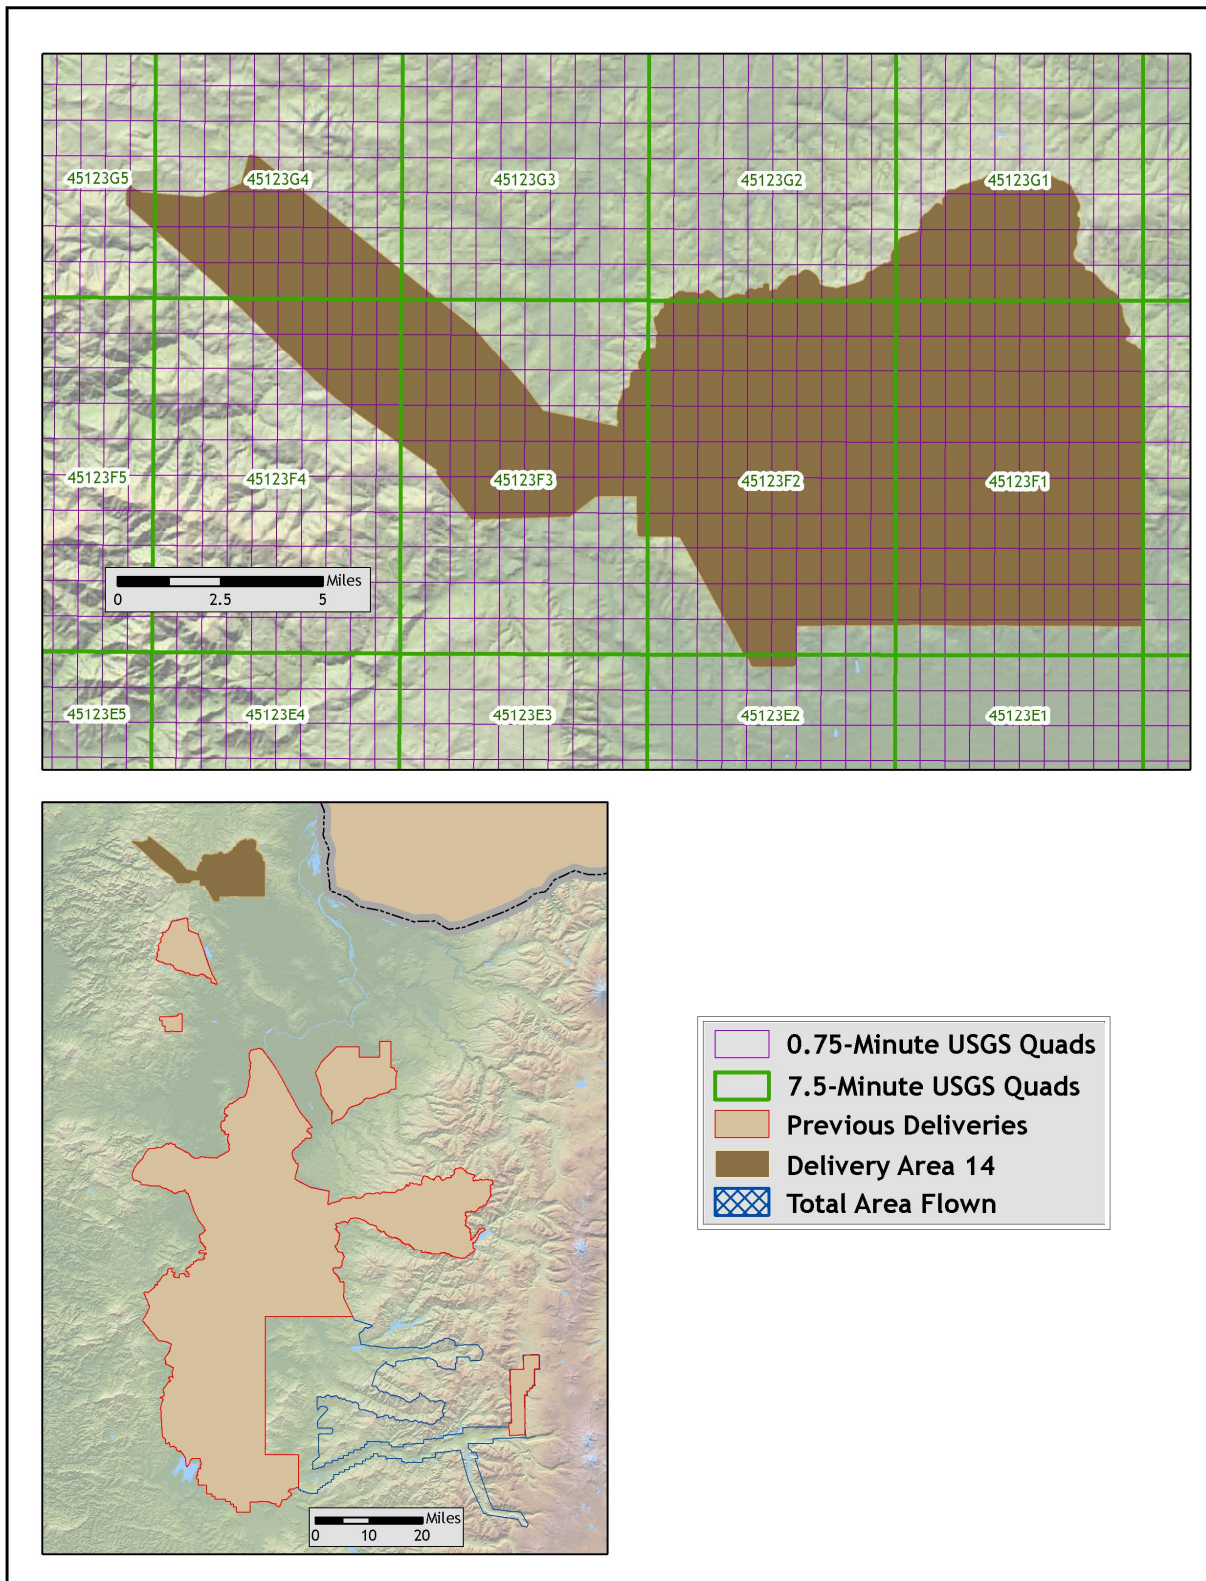 45123G5 45123G4 45123G3 45123G2 45123G1
45123F5 45123F4 45123F3 45123F2 45123F1
Miles
0 2.5 5
45123E5 45123E4 45123E3 45123E2 45123E1
0.75-Minute USGS Quads
7.5-Minute USGS Quads
Previous Deliveries
Delivery Area 14
Total Area Flown
Miles
0 10 20